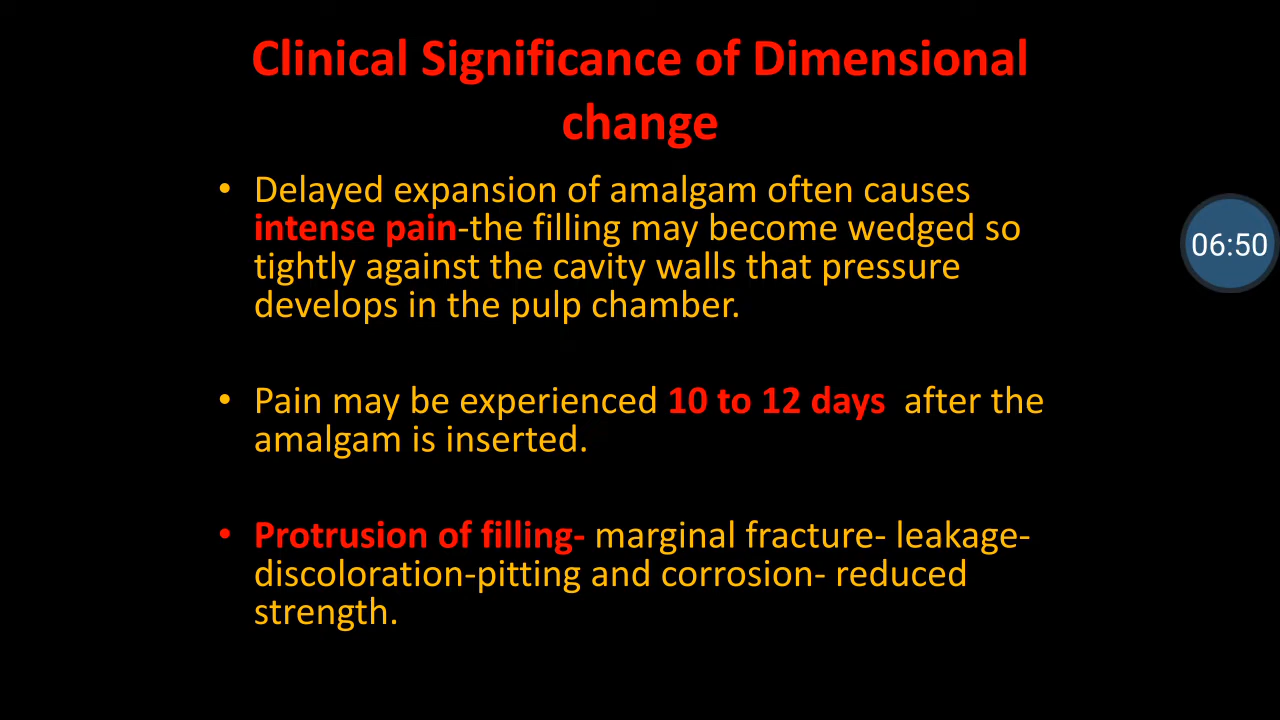 Clinical Significance of Dimensional
change
• Delayed expansion of amalgam often causes
intense pain-the filling may become wedged so
tightly against the cavity walls that pressure
develops in the pulp chamber.
• Pain may be experienced 10 to 12 days after the
amalgam is inserted.
• Protrusion of filling- marginal fracture- leakage-
discoloration-pitting and corrosion- reduced
strength.
06:50